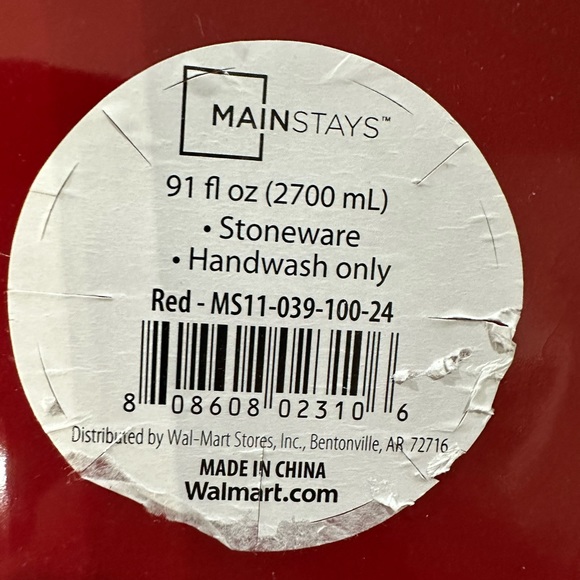 MAINSTAYS™
91 fl oz (2700 mL)
• Stoneware
• Handwash only
Red - MS11-039-100-24
8 08608 02310 6
Distributed by Wal-Mart Stores, Inc., Bentonville, AR 72716
MADE IN CHINA
Walmart.com